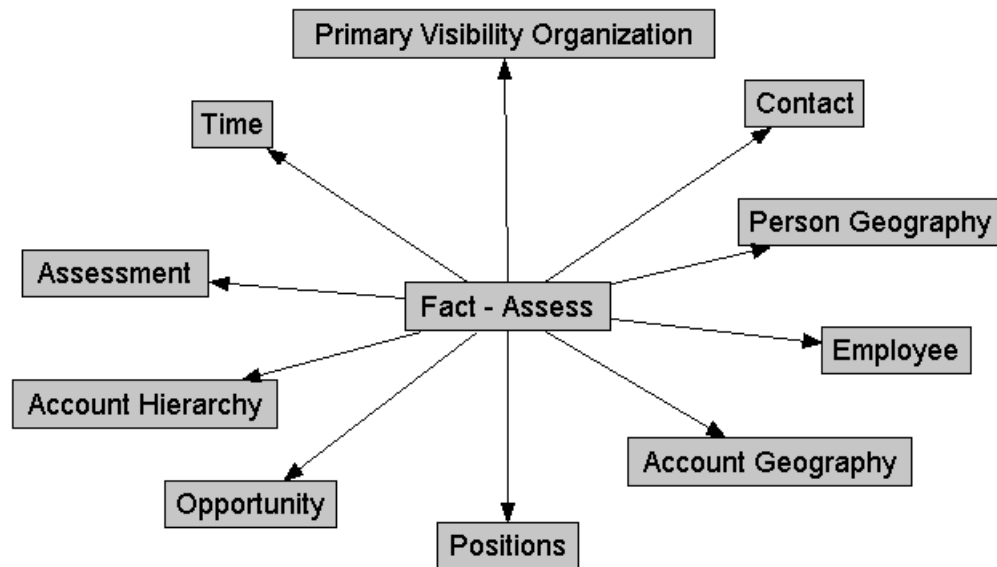 Primary Visibility Organization
Contact
Time
Person Geography
Assessment
Fact - Assess
Employee
Account Hierarchy
Account Geography
Opportunity
Positions